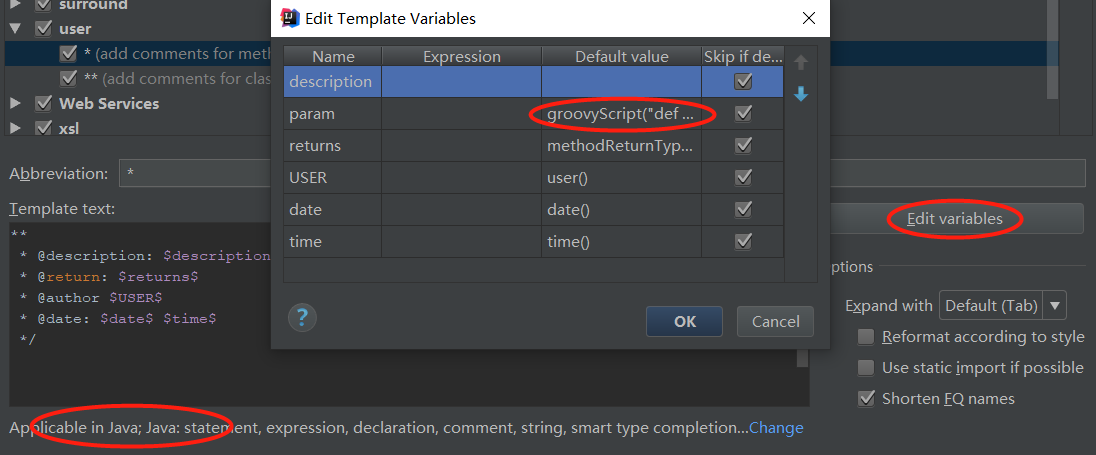 surround
user
* (add comments for meth
** (add comments for clas
Web Services
xsl
Edit Template Variables
Name Expression Default value Skip if de...
description
param groovyScript("def ...
returns methodReturnTyp...
USER user()
date date()
time time()
? OK Cancel
Abbreviation: *
Template text:
**
* @description: $description
* @return: $returns$
* @author $USER$
* @date: $date$ $time$
*/
Edit variables
ptions
Expand with Default (Tab)
Reformat according to style
Use static import if possible
Shorten FQ names
Applicable in Java; Java: statement, expression, declaration, comment, string, smart type completion...Change